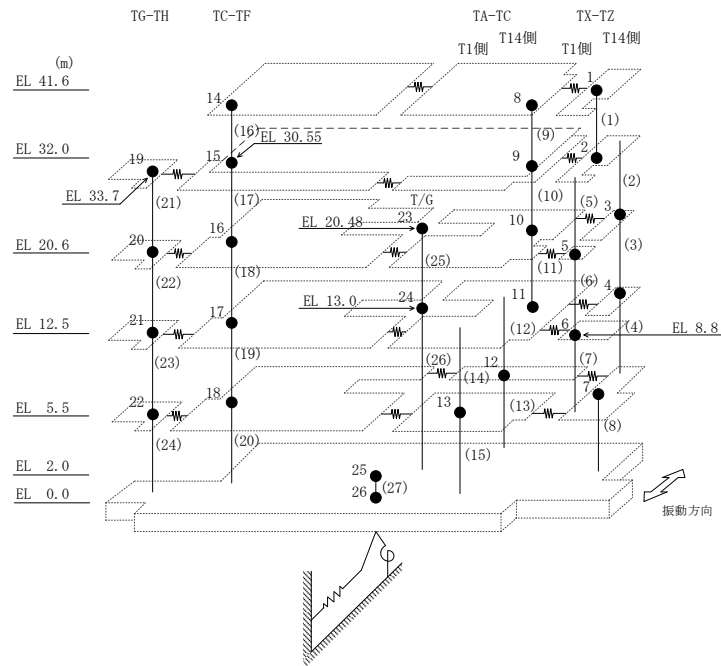 TG-TH TC-TF TA-TC TX-TZ
T1側 T14側 T1側 T14側
(m)
EL 41.6
14 8 1
(16) (9) (1)
EL 30.55
EL 32.0
19 15 9 2
EL 33.7
(21) (17) (10) (2)
T/G
EL 20.48
23 (5) 3
20 16 10 5 (3)
EL 20.6
(22) (18) (25) (11)
EL 13.0
24 11 (6) 4
EL 12.5
21 17 (12) 6 (4)
EL 8.8
(23) (19) (26) 12 (7)
(14)
EL 5.5
22 18 13 (13) 7
(24) (20) (15) (8)
EL 2.0
25
(27)
EL 0.0
26
振動方向